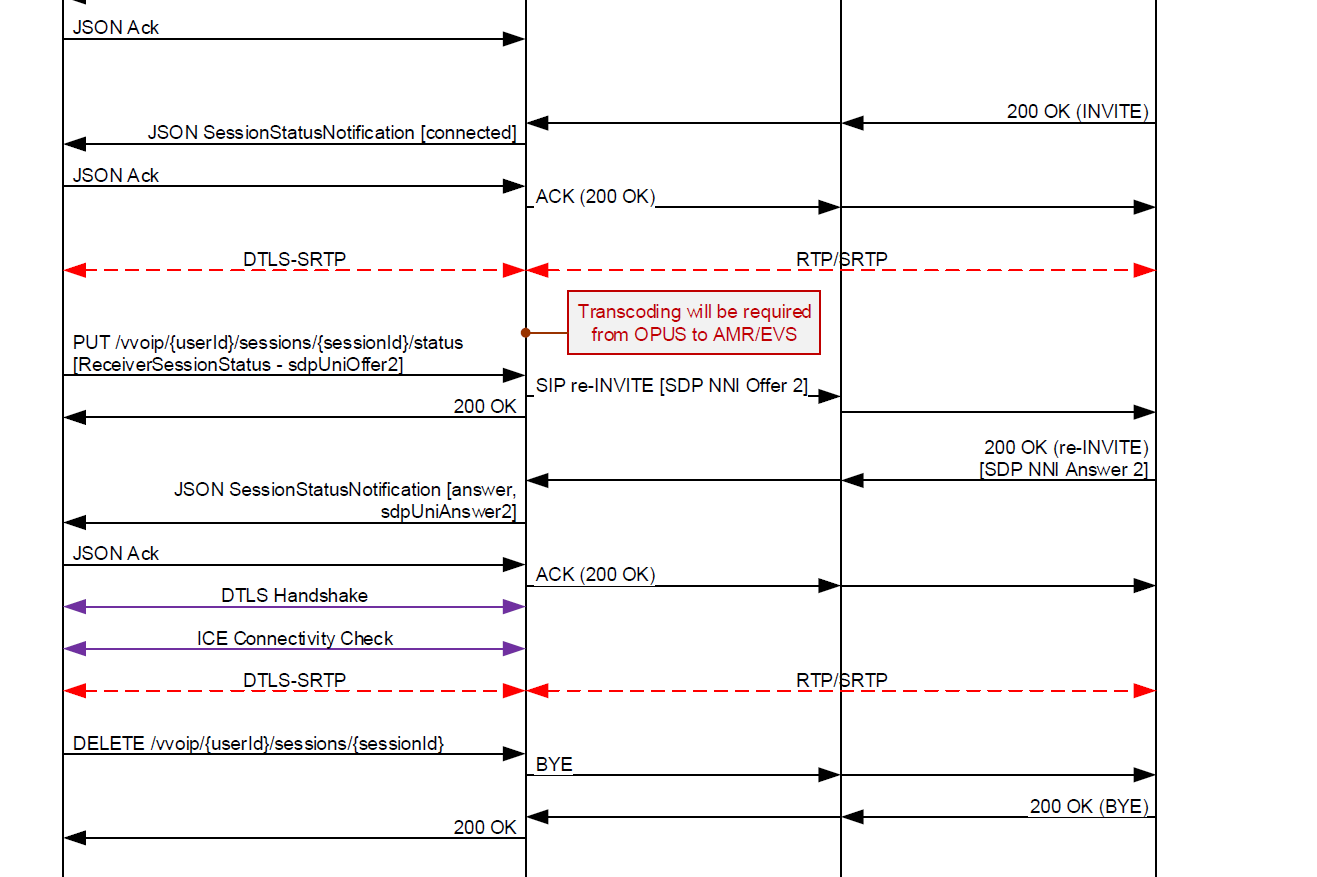 JSON Ack
200 OK (INVITE)
JSON SessionStatusNotification [connected]
JSON Ack
ACK (200 OK)
DTLS-SRTP
RTP/SRTP
Transcoding will be required
from OPUS to AMR/EVS
PUT /vvoip/{userId}/sessions/{sessionId}/status
[ReceiverSessionStatus - sdpUniOffer2]
SIP re-INVITE [SDP NNI Offer 2]
200 OK
200 OK (re-INVITE)
[SDP NNI Answer 2]
JSON SessionStatusNotification [answer,
sdpUniAnswer2]
JSON Ack
ACK (200 OK)
DTLS Handshake
ICE Connectivity Check
DTLS-SRTP
RTP/SRTP
DELETE /vvoip/{userId}/sessions/{sessionId}
BYE
200 OK (BYE)
200 OK